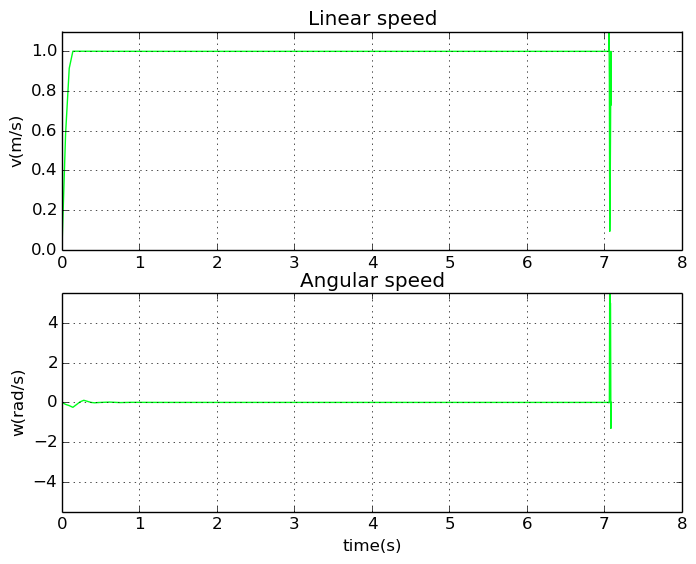 Linear speed
1.0
0.8
0.6
0.4
0.2
0.0
v(m/s)
0 1 2 3 4 5 6 7 8
Angular speed
4
2
0
−2
−4
w(rad/s)
0 1 2 3 4 5 6 7 8
time(s)